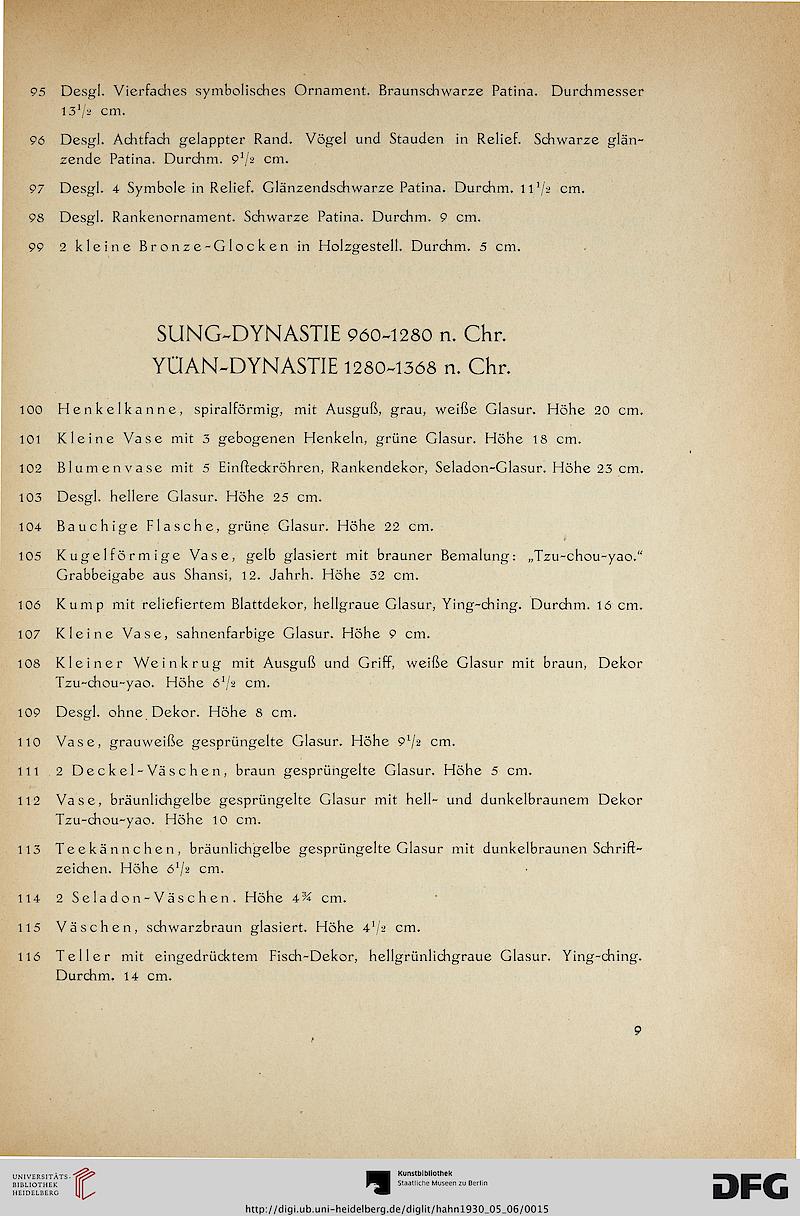 95 Desgl. Vierfaches symbolisches Ornament. Braunschwarze Patina. Durchmesser
13½ cm.
96 Desgl. Achtfach gelappter Rand. Vögel und Stauden in Relief. Schwarze glän-
zende Patina. Durchm. 9½ cm.
97 Desgl. 4 Symbole in Relief. Glänzendschwarze Patina. Durchm. 11½ cm.
98 Desgl. Rankenornament. Schwarze Patina. Durchm. 9 cm.
99 2 kleine Bronze-Glocken in Holzgestell. Durchm. 5 cm.
SUNG-DYNASTIE 960-1280 n. Chr.
YÜAN-DYNASTIE 1280-1368 n. Chr.
100 Henkelkanne, spiralförmig, mit Ausguß, grau, weiße Glasur. Höhe 20 cm.
101 Kleine Vase mit 3 gebogenen Henkeln, grüne Glasur. Höhe 18 cm.
102 Blumenvase mit 5 Einsteckröhren, Rankendekor, Seladon-Glasur. Höhe 23 cm.
103 Desgl. hellere Glasur. Höhe 25 cm.
104 Bauchige Flasche, grüne Glasur. Höhe 22 cm.
105 Kugelförmige Vase, gelb glasiert mit brauner Bemalung: „Tzu-chou-yao.“
Grabbeigabe aus Shansi, 12. Jahrh. Höhe 32 cm.
106 Kump mit reliefiertem Blattdekor, hellgraue Glasur, Ying-ching. Durchm. 16 cm.
107 Kleine Vase, sahnenfarbige Glasur. Höhe 9 cm.
108 Kleiner Weinkrug mit Ausguß und Griff, weiße Glasur mit braun, Dekor
Tzu-chou-yao. Höhe 6½ cm.
109 Desgl. ohne Dekor. Höhe 8 cm.
110 Vase, grauweiße gesprüngelte Glasur. Höhe 9½ cm.
111 2 Deckel-Väschen, braun gesprüngelte Glasur. Höhe 5 cm.
112 Vase, bräunlichgelbe gesprüngelte Glasur mit hell- und dunkelbraunem Dekor
Tzu-chou-yao. Höhe 10 cm.
113 Teekännchen, bräunlichgelbe gesprüngelte Glasur mit dunkelbraunen Schrift-
zeichen. Höhe 6½ cm.
114 2 Seladon-Väschen. Höhe 4¾ cm.
115 Väschen, schwarzbraun glasiert. Höhe 4½ cm.
116 Teller mit eingedrücktem Fisch-Dekor, hellgrünlichgraue Glasur. Ying-ching.
Durchm. 14 cm.
9
UNIVERSITÄTS-
BIBLIOTHEK
HEIDELBERG
Kunstbibliothek
Staatliche Museen zu Berlin
DFG
http://digi.ub.uni-heidelberg.de/diglit/hahn1930_05_06/0015